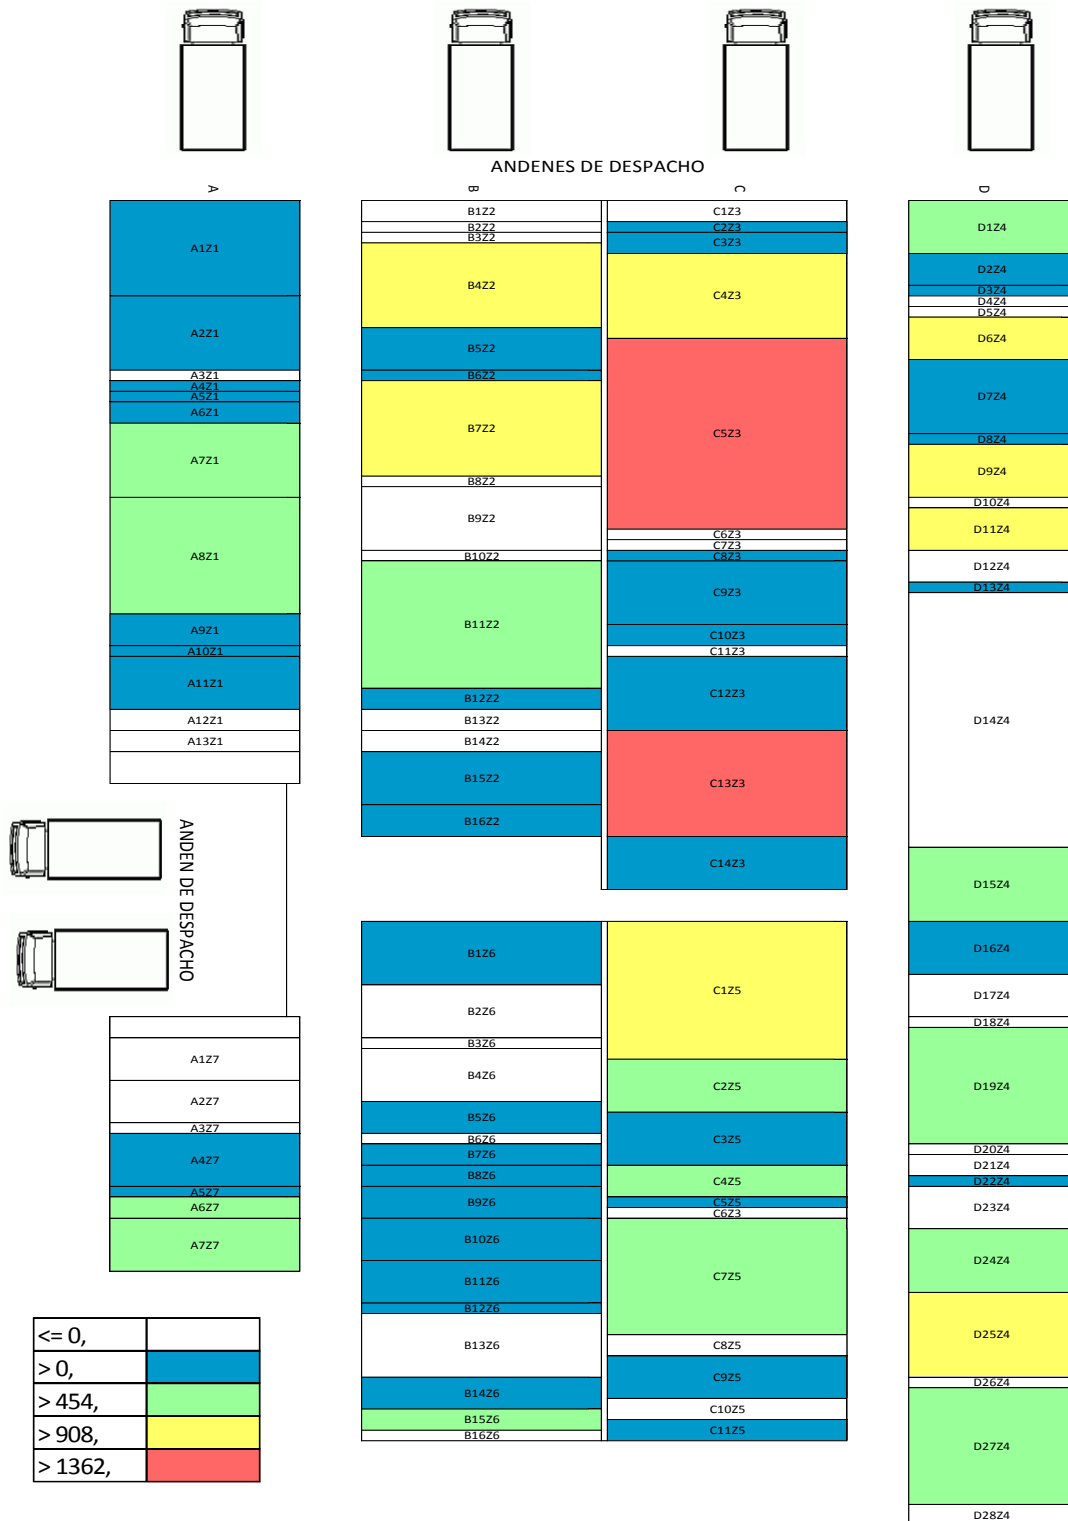 ANDENES DE DESPACHO
A
B
C
D
A1Z1
A2Z1
A3Z1
A4Z1
A5Z1
A6Z1
A7Z1
A8Z1
A9Z1
A10Z1
A11Z1
A12Z1
A13Z1
ANDEN DE DESPACHO
A1Z7
A2Z7
A3Z7
A4Z7
A5Z7
A6Z7
A7Z7
B1Z2
B2Z2
B3Z2
B4Z2
B5Z2
B6Z2
B7Z2
B8Z2
B9Z2
B10Z2
B11Z2
B12Z2
B13Z2
B14Z2
B15Z2
B16Z2
B1Z6
B2Z6
B3Z6
B4Z6
B5Z6
B6Z6
B7Z6
B8Z6
B9Z6
B10Z6
B11Z6
B12Z6
B13Z6
B14Z6
B15Z6
B16Z6
C1Z3
C2Z3
C3Z3
C4Z3
C5Z3
C6Z3
C7Z3
C8Z3
C9Z3
C10Z3
C11Z3
C12Z3
C13Z3
C14Z3
C1Z5
C2Z5
C3Z5
C4Z5
C5Z5
C6Z3
C7Z5
C8Z5
C9Z5
C10Z5
C11Z5
D1Z4
D2Z4
D3Z4
D4Z4
D5Z4
D6Z4
D7Z4
D8Z4
D9Z4
D10Z4
D11Z4
D12Z4
D13Z4
D14Z4
D15Z4
D16Z4
D17Z4
D18Z4
D19Z4
D20Z4
D21Z4
D22Z4
D23Z4
D24Z4
D25Z4
D26Z4
D27Z4
D28Z4
<= 0,
> 0,
> 454,
> 908,
> 1362,